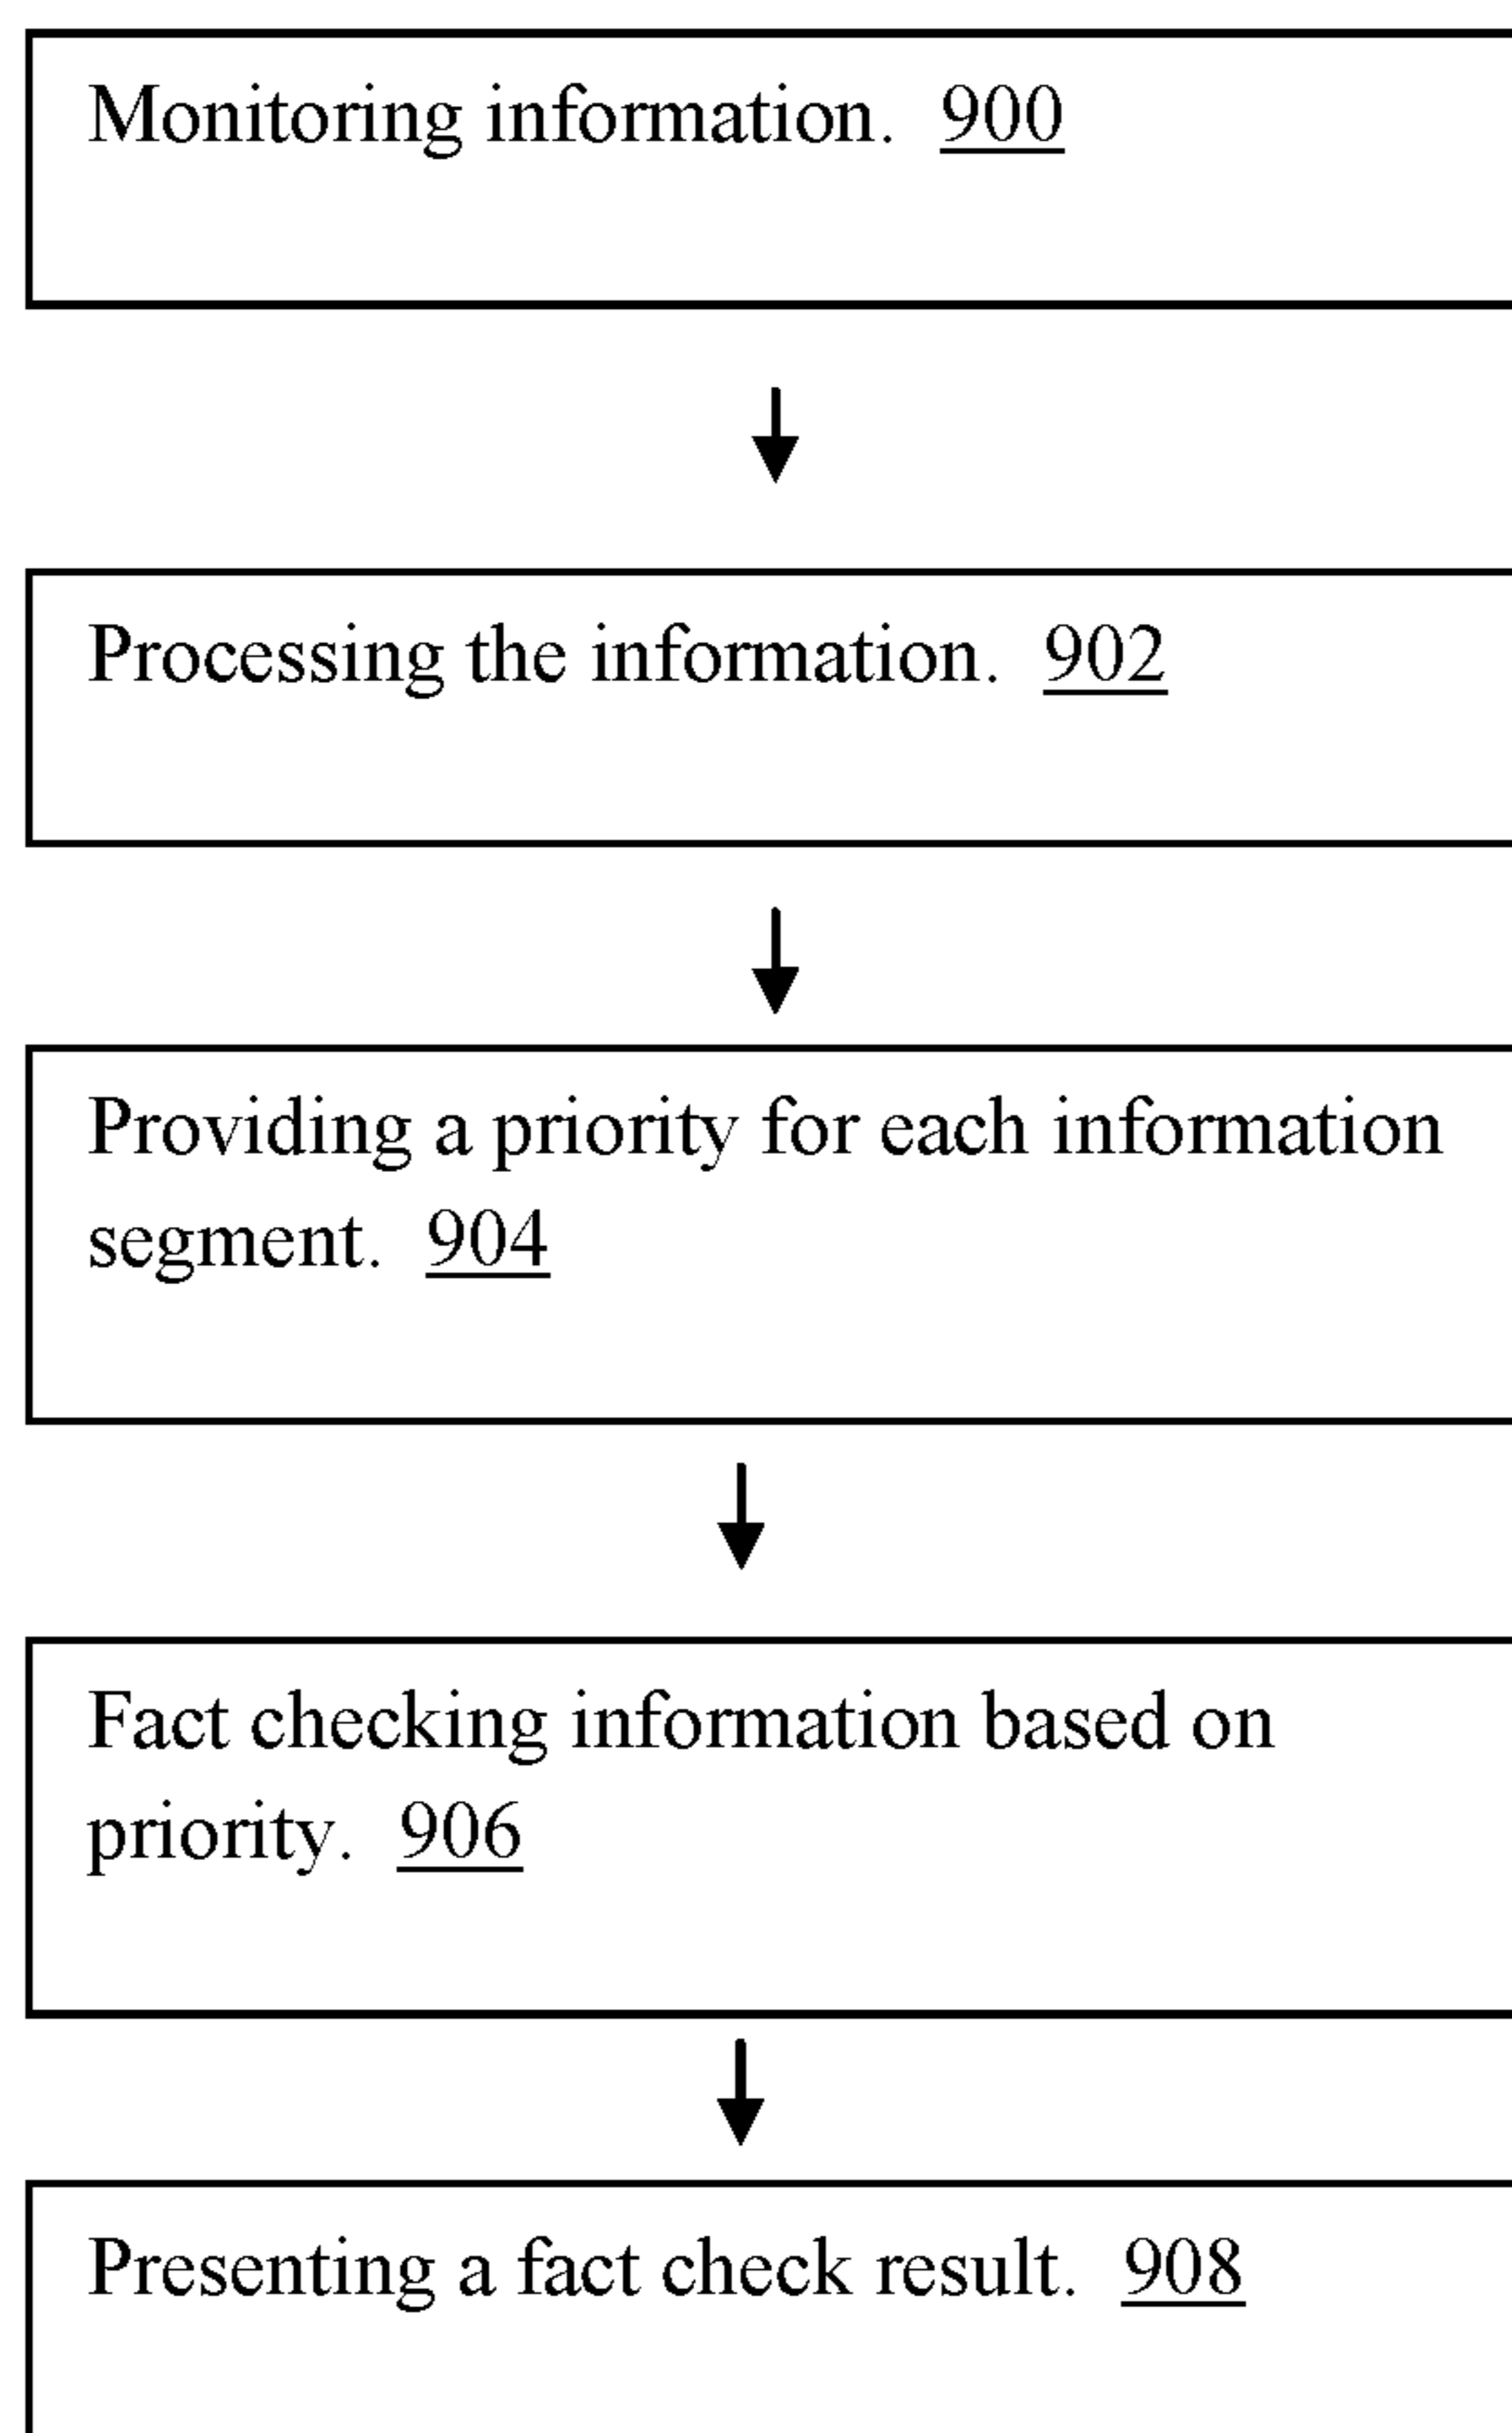 Monitoring information. 900
Processing the information. 902
Providing a priority for each information
segment. 904
Fact checking information based on
priority. 906
Presenting a fact check result. 908